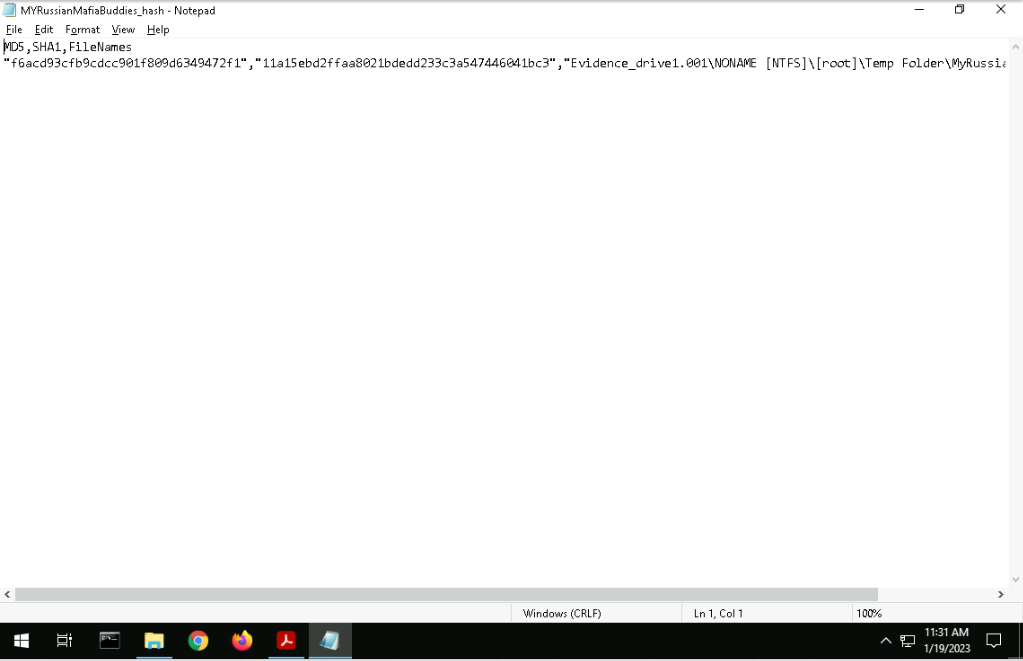 MYRussianMafiaBuddies_hash - Notepad
File Edit Format View Help
MD5,SHA1,FileNames
"f6acd93cfb9cdcc901f809d6349472f1","11a15ebd2ffaa8021bdedd233c3a547446041bc3","Evidence_drive1.001\NONAME [NTFS]\[root]\Temp Folder\MyRussia
Windows (CRLF) Ln 1, Col 1 100%
11:31 AM
1/19/2023